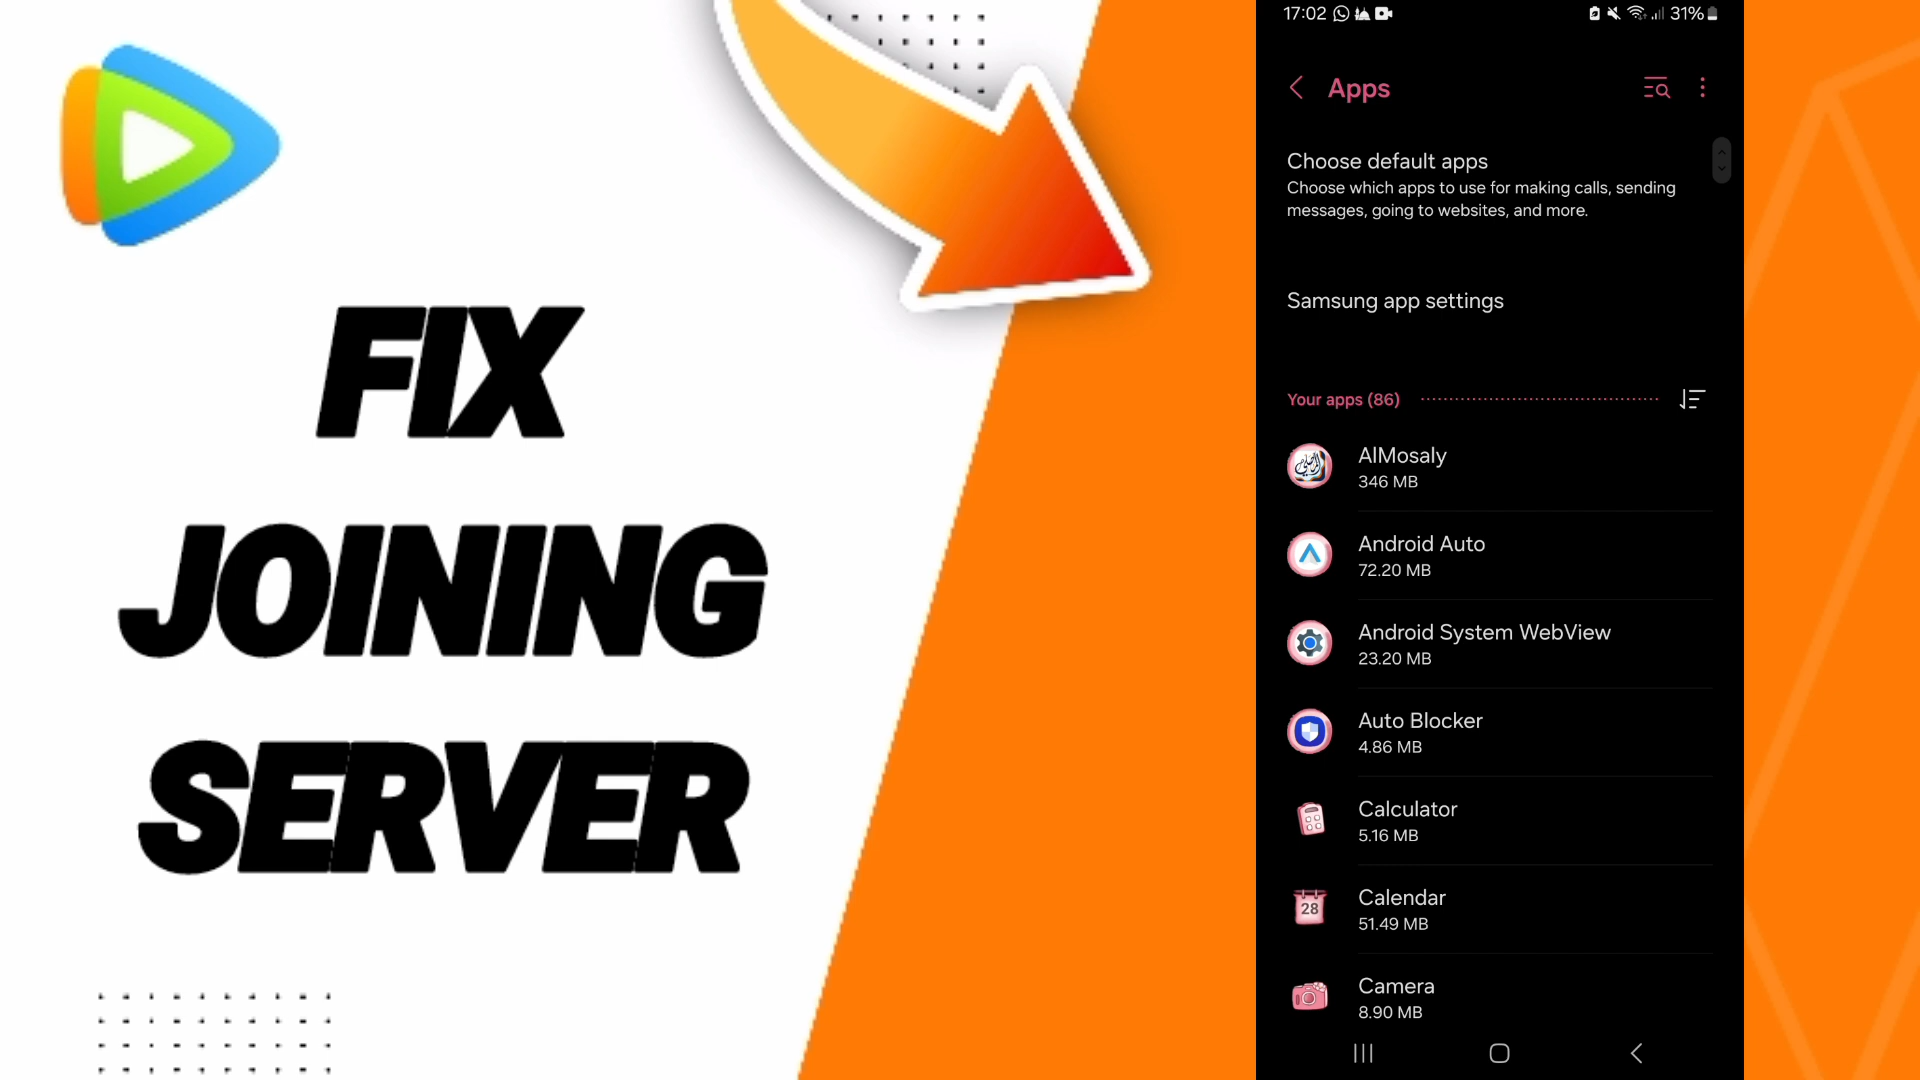 FIX
JOINING
SERVER
17:02
31%
Apps
Choose default apps
Choose which apps to use for making calls, sending
messages, going to websites, and more.
Samsung app settings
Your apps (86)
AlMosaly
346 MB
Android Auto
72.20 MB
Android System WebView
23.20 MB
Auto Blocker
4.86 MB
Calculator
5.16 MB
28
Calendar
51.49 MB
Camera
8.90 MB